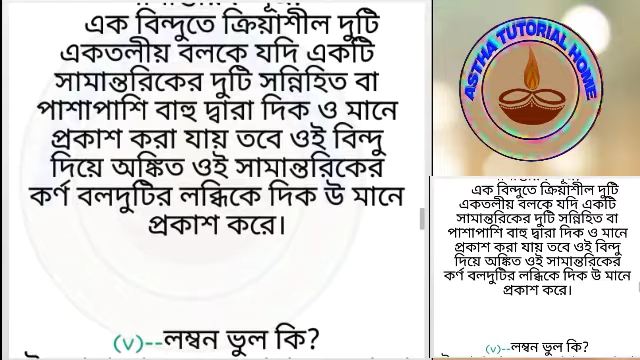 এক বিন্দুতে ক্রিয়াশীল দুটি
একতলীয় বলকে যদি একটি
সামান্তরিকের দুটি সন্নিহিত বা
পাশাপাশি বাহু দ্বারা দিক ও মানে
প্রকাশ করা যায় তবে ওই বিন্দু
দিয়ে অঙ্কিত ওই সামান্তরিকের
কর্ণ বলদুটির লব্ধিকে দিক উ মানে
প্রকাশ করে।
(v)--লম্বন ভুল কি?
ASTHA TUTORIAL HOME
এক বিন্দুতে ক্রিয়াশীল দুটি
একতলীয় বলকে যদি একটি
সামান্তরিকের দুটি সন্নিহিত বা
পাশাপাশি বাহু দ্বারা দিক ও মানে
প্রকাশ করা যায় তবে ওই বিন্দু
দিয়ে অঙ্কিত ওই সামান্তরিকের
কর্ণ বলদুটির লব্ধিকে দিক উ মানে
প্রকাশ করে।
(v)--লম্বন ভুল কি?